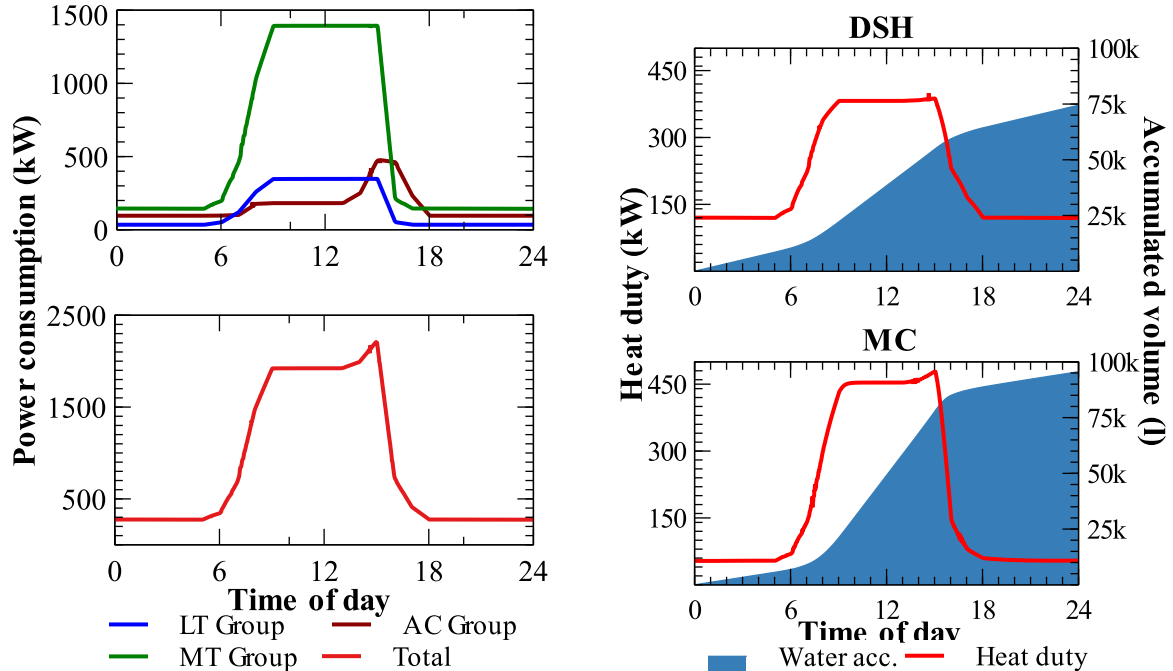 Power consumption (kW)
1500
1000
500
0
0 6 12 18 24
2500
1500
500
0 6 12 18 24
Time of day
LT Group AC Group
MT Group Total
DSH
Heat duty (kW)
Accumulated volume (l)
450
300
150
100k
75k
50k
25k
0 6 12 18 24
MC
450
300
150
100k
75k
50k
25k
0 6 12 18 24
Time of day
Water acc. Heat duty